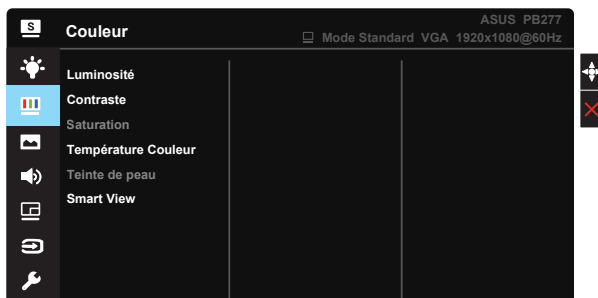 S
Couleur
ASUS PB277
Mode Standard VGA 1920x1080@60Hz
Luminosité
Contraste
Saturation
Température Couleur
Teinte de peau
Smart View